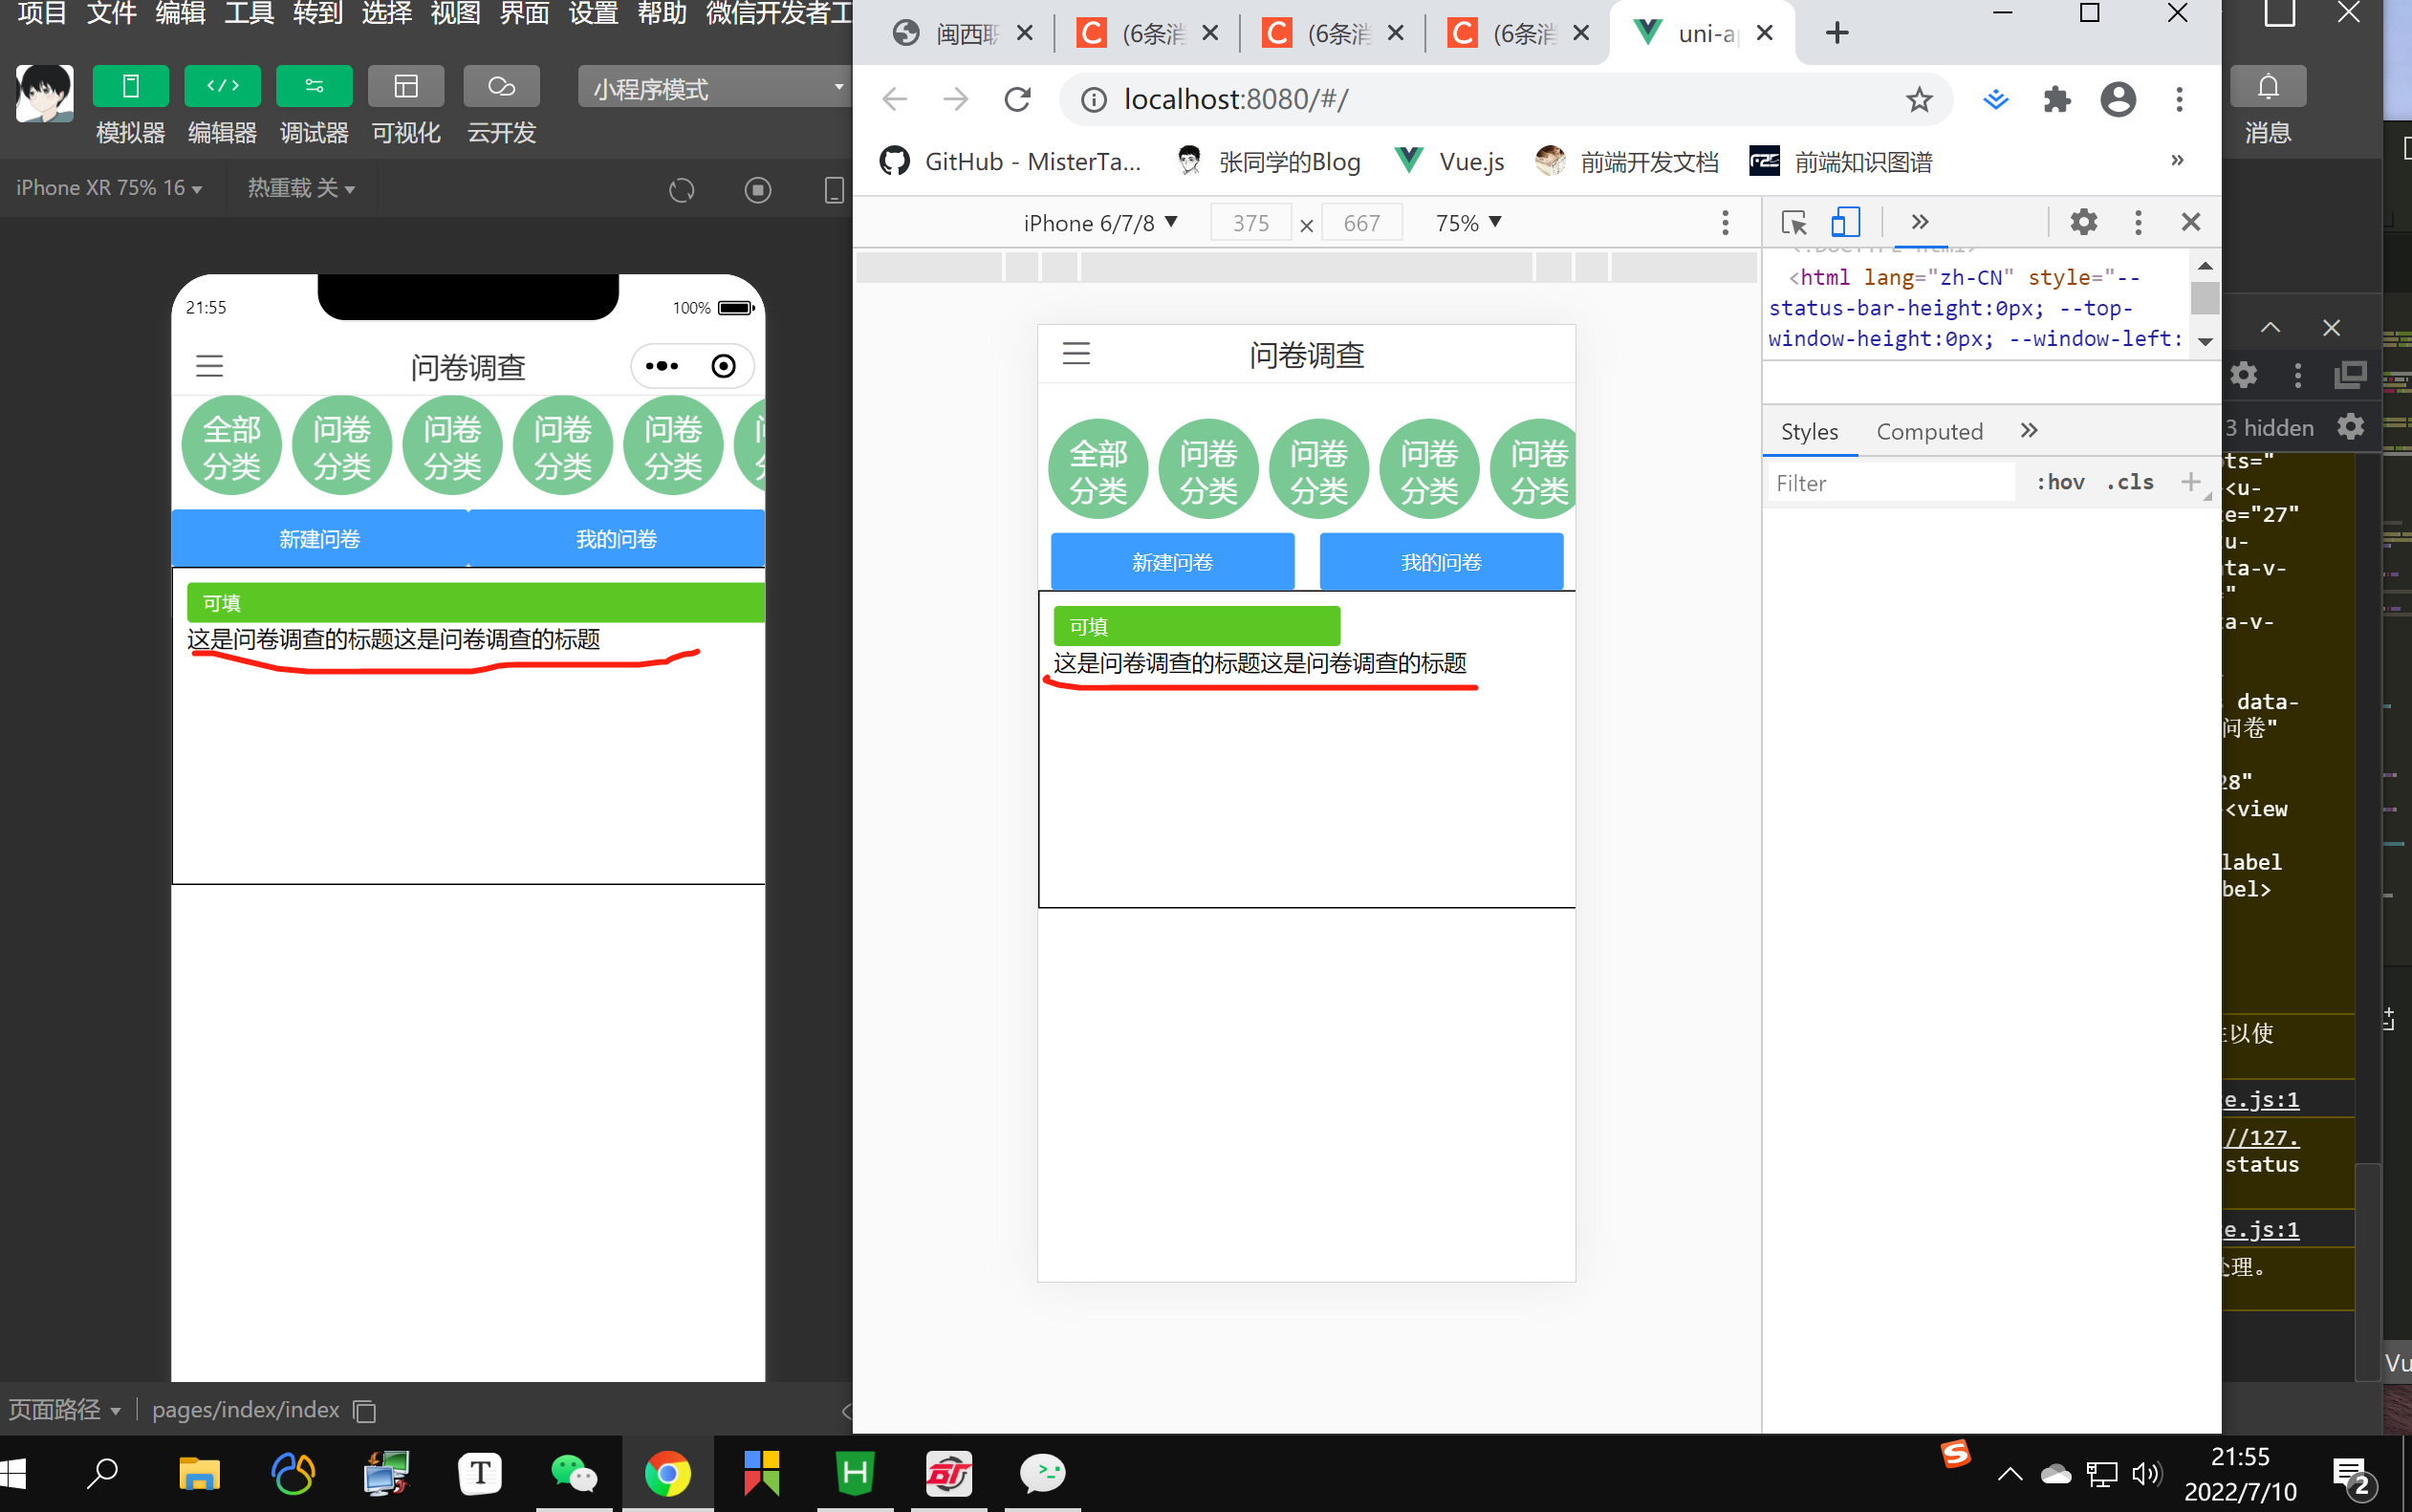 项目 文件 编辑 工具 转到 选择 视图 界面 设置 帮助 微信开发者工
模拟器 编辑器 调试器 可视化 云开发
小程序模式
iPhone XR 75% 16
热重载 关
21:55
100%
问卷调查
全部
分类
问卷
分类
问卷
分类
问卷
分类
问卷
分类
新建问卷
我的问卷
可填
这是问卷调查的标题这是问卷调查的标题
页面路径
pages/index/index
闽西职
(6条消
(6条消
(6条消
uni-a
localhost:8080/#/
GitHub - MisterTa...
张同学的Blog
Vue.js
前端开发文档
前端知识图谱
»
iPhone 6/7/8
375 × 667
75%
问卷调查
全部
分类
问卷
分类
问卷
分类
问卷
分类
问卷
分类
新建问卷
我的问卷
可填
这是问卷调查的标题这是问卷调查的标题
<html lang="zh-CN" style="--
status-bar-height:0px; --top-
window-height:0px; --window-left:
Styles
Computed
Filter
:hov
.cls
消息
3 hidden
ots="
<u-
te="27"
tu-
ata-v-
"
ta-v-
data-
问卷"
28"
<view
label
bel>
以使
e.js:1
//127.
status
e.js:1
处理。
Vu
21:55
2022/7/10
2